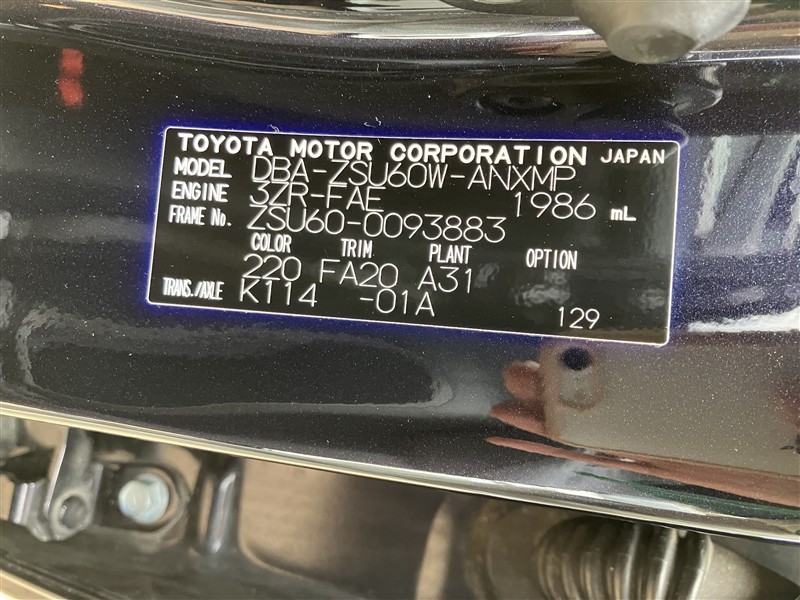 TOYOTA MOTOR CORPORATION JAPAN
MODEL DBA-ZSU60W-ANXMP
ENGINE 3ZR-FAE 1986 mL
FRAME No. ZSU60-0093883
COLOR TRIM PLANT OPTION
220 FA20 A31
TRANS./AXLE K114 -01A 129